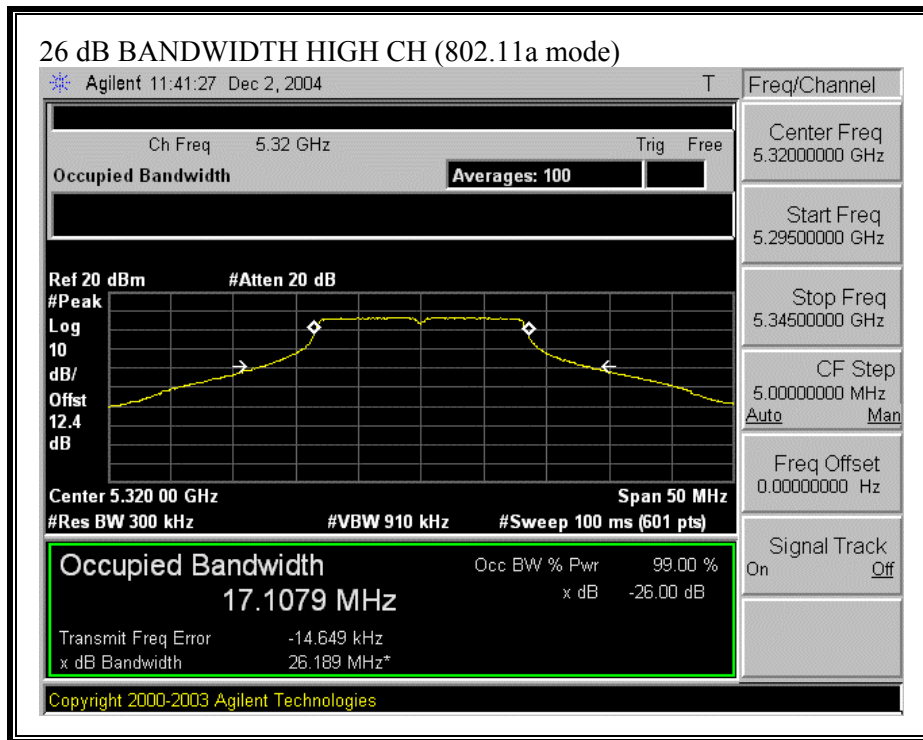 26 dB BANDWIDTH HIGH CH (802.11a mode)
Agilent 11:41:27 Dec 2, 2004 T
Freq/Channel
Ch Freq 5.32 GHz Trig Free
Occupied Bandwidth Averages: 100
Center Freq
5.32000000 GHz
Start Freq
5.29500000 GHz
Stop Freq
5.34500000 GHz
CF Step
5.00000000 MHz
Auto Man
Freq Offset
0.00000000 Hz
Signal Track
On Off
Ref 20 dBm #Atten 20 dB
#Peak
Log
10
dB/
Offst
12.4
dB
Center 5.320 00 GHz Span 50 MHz
#Res BW 300 kHz #VBW 910 kHz #Sweep 100 ms (601 pts)
Occupied Bandwidth Occ BW % Pwr 99.00 %
17.1079 MHz x dB -26.00 dB
Transmit Freq Error -14.649 kHz
x dB Bandwidth 26.189 MHz*
Copyright 2000-2003 Agilent Technologies